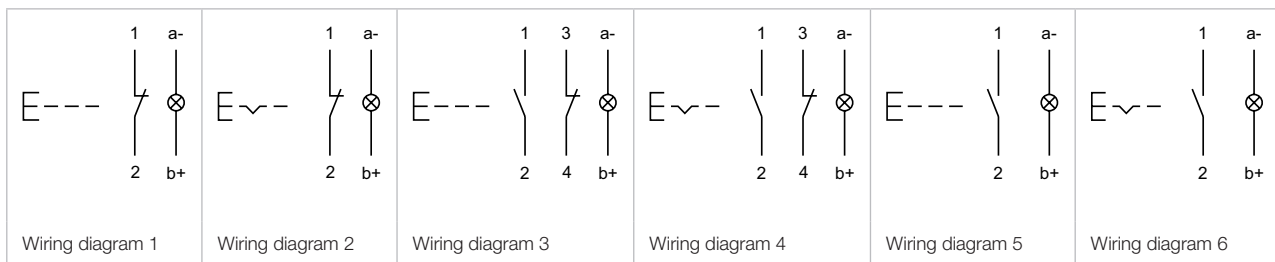 1 a-
2 b+
Wiring diagram 1
1 a-
2 b+
Wiring diagram 2
1 3 a-
2 4 b+
Wiring diagram 3
1 3 a-
2 4 b+
Wiring diagram 4
1 a-
2 b+
Wiring diagram 5
1 a-
2 b+
Wiring diagram 6